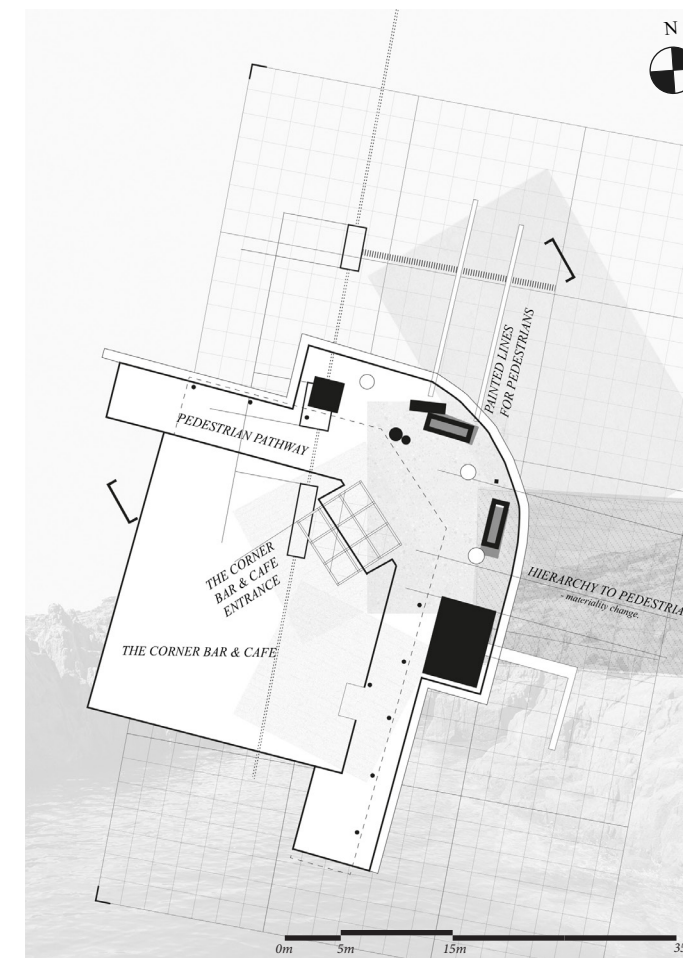 N
PAINTED LINES
FOR PEDESTRIANS
PEDESTRIAN PATHWAY
THE CORNER
BAR & CAFE
ENTRANCE
HIERARCHY TO PEDESTRIA
- materiality change.
THE CORNER BAR & CAFE
0m 5m 15m 35